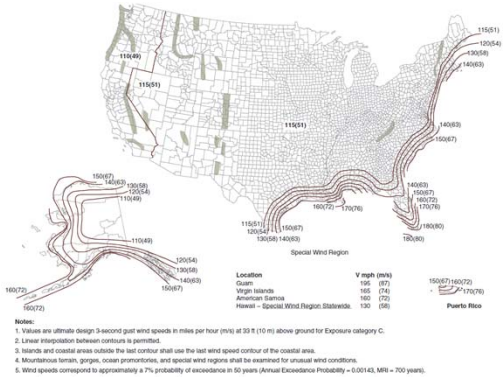 115(51)
120(54)
130(58)
140(63)
110(49)
115(51)
115(51)
140(63)
150(67)
150(67)
140(63)
130(58)
120(54)
110(49)
140(63)
150(67)
160(72)
170(76)
180(80)
160(72)
170(76)
115(51)
120(54)
130(58)
150(67)
140(63)
180(80)
110(49)
120(54)
130(58)
140(63)
150(67)
160(72)
160(72)
Special Wind Region
Location V mph (m/s)
Guam 195 (87)
Virgin Islands 165 (74)
American Samoa 160 (72)
Hawaii – Special Wind Region Statewide 130 (58)
150(67)
160(72)
170(76)
Puerto Rico
Notes:
1. Values are ultimate design 3-second gust wind speeds in miles per hour (m/s) at 33 ft (10 m) above ground for Exposure category C.
2. Linear interpolation between contours is permitted.
3. Islands and coastal areas outside the last contour shall use the last wind speed contour of the coastal area.
4. Mountainous terrain, gorges, ocean promontories, and special wind regions shall be examined for unusual wind conditions.
5. Wind speeds correspond to approximately a 7% probability of exceedance in 50 years (Annual Exceedance Probability = 0.00143, MRI = 700 years).